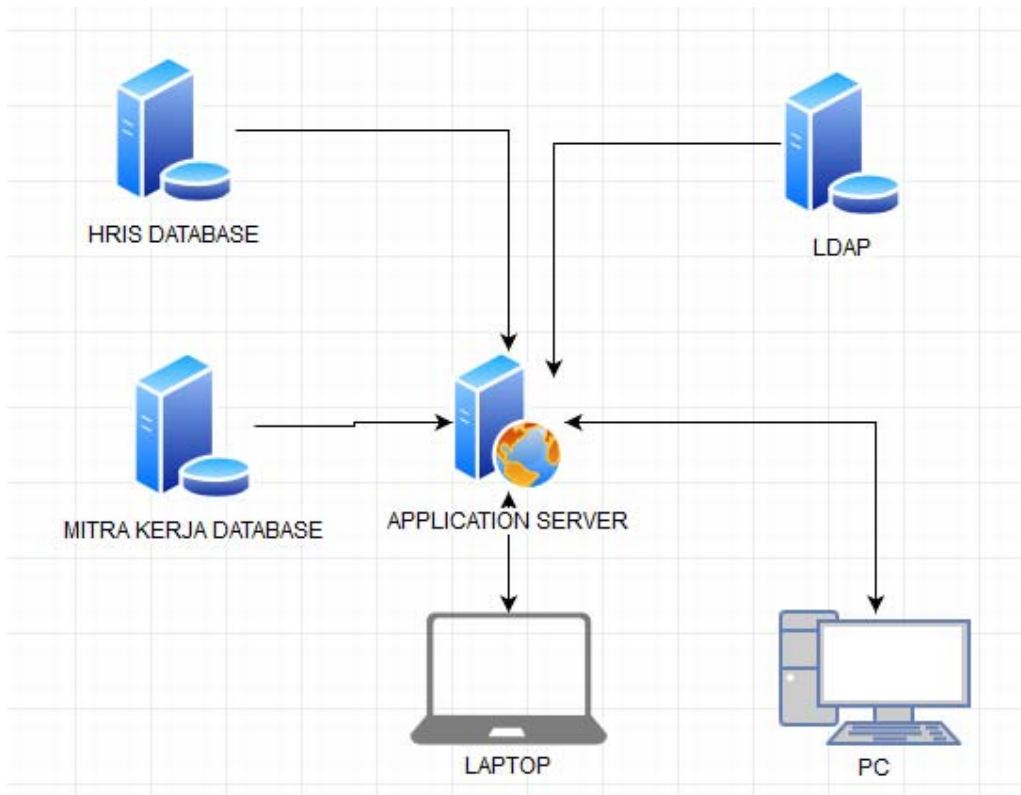 HRIS DATABASE
LDAP
MITRA KERJA DATABASE
APPLICATION SERVER
LAPTOP
PC